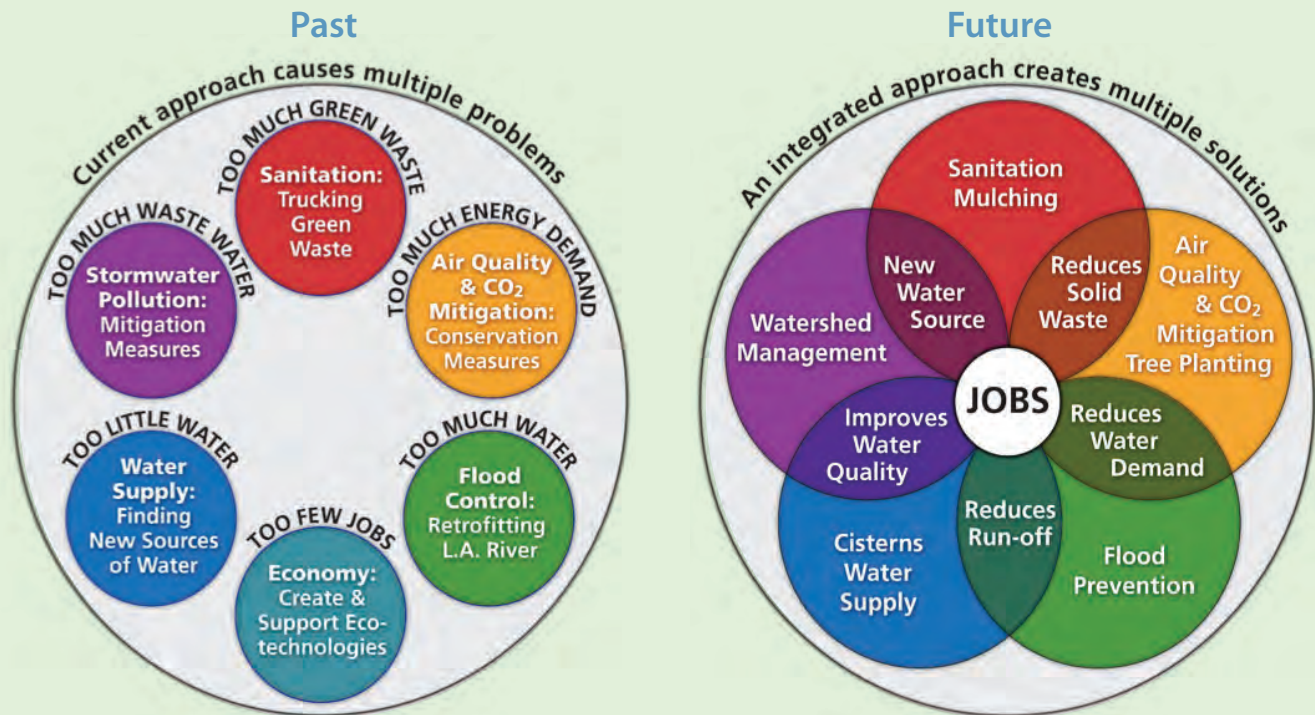 Past
Current approach causes multiple problems
TOO MUCH GREEN WASTE
Sanitation:
Trucking
Green
Waste
TOO MUCH WASTE WATER
Stormwater
Pollution:
Mitigation
Measures
TOO MUCH ENERGY DEMAND
Air Quality
& CO₂
Mitigation:
Conservation
Measures
TOO LITTLE WATER
Water
Supply:
Finding
New Sources
of Water
TOO MUCH WATER
Flood
Control:
Retrofitting
L.A. River
TOO FEW JOBS
Economy:
Create &
Support Eco-
technologies
Future
An integrated approach creates multiple solutions
Sanitation
Mulching
New
Water
Source
Reduces
Solid
Waste
Air
Quality
& CO₂
Mitigation
Tree Planting
Watershed
Management
JOBS
Improves
Water
Quality
Reduces
Water
Demand
Reduces
Run-off
Cisterns
Water
Supply
Flood
Prevention